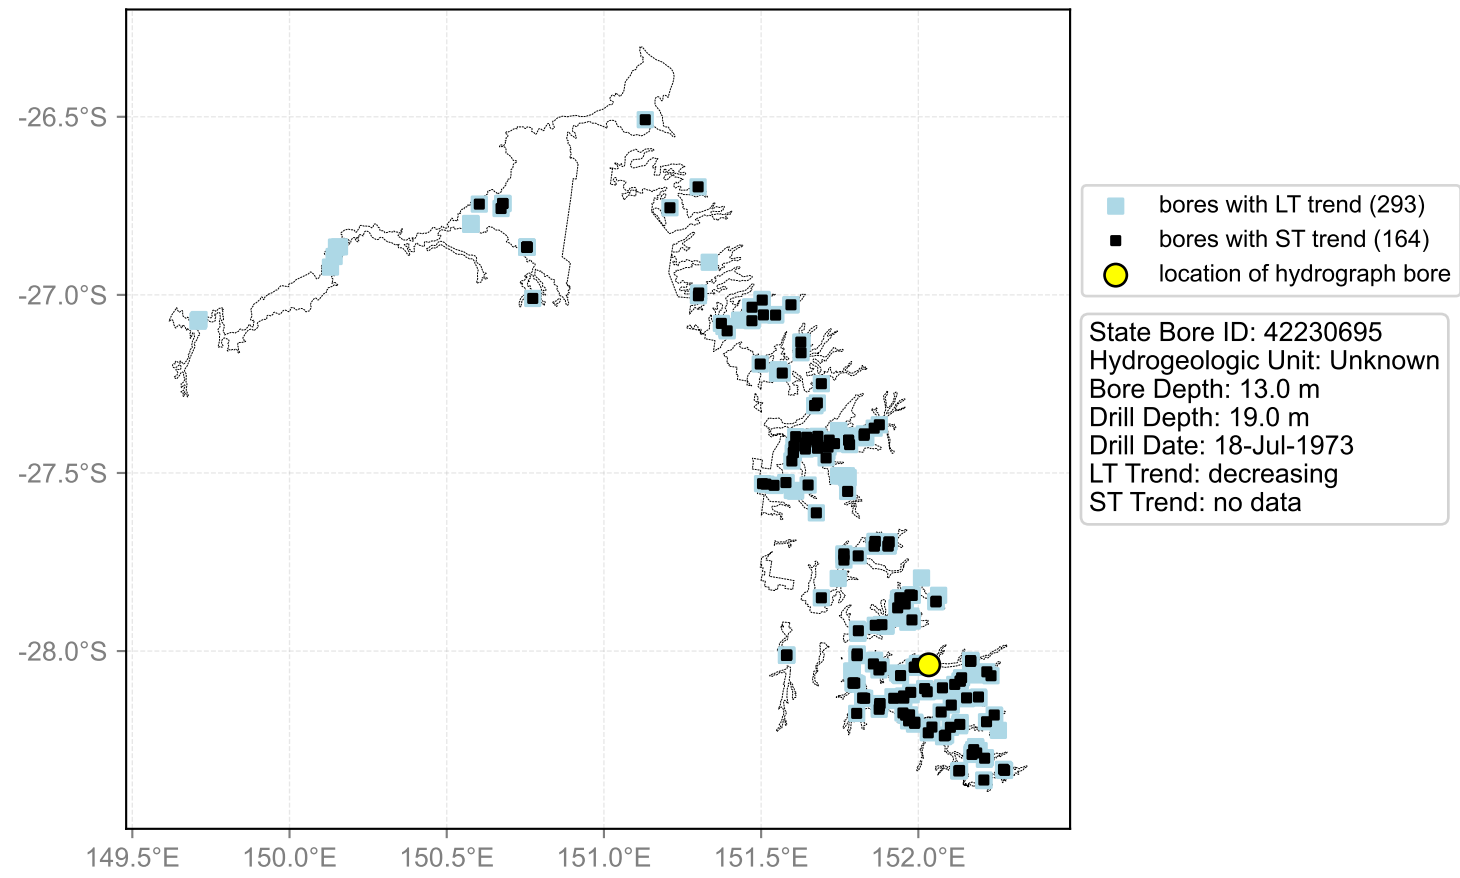 -26.5°S
-27.0°S
-27.5°S
-28.0°S
149.5°E
150.0°E
150.5°E
151.0°E
151.5°E
152.0°E
bores with LT trend (293)
bores with ST trend (164)
location of hydrograph bore
State Bore ID: 42230695
Hydrogeologic Unit: Unknown
Bore Depth: 13.0 m
Drill Depth: 19.0 m
Drill Date: 18-Jul-1973
LT Trend: decreasing
ST Trend: no data